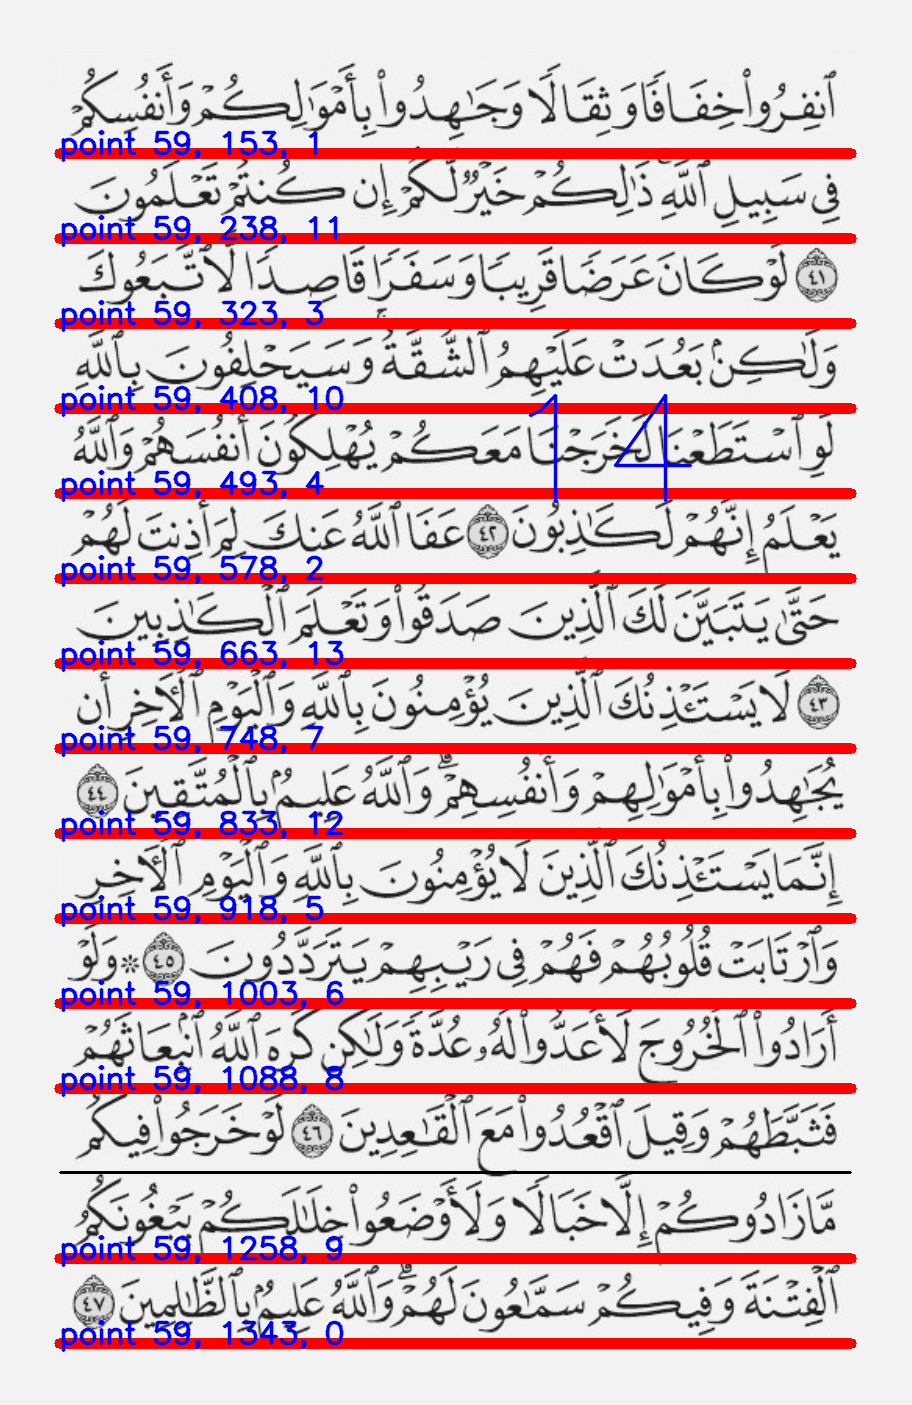 ٱنفِرُوا۟ خِفَافًا وَثِقَالًا وَجَـٰهِدُوا۟ بِأَمْوَٰلِكُمْ وَأَنفُسِكُمْ
point 59, 153, 1
فِى سَبِيلِ ٱللَّهِ ذَٰلِكُمْ خَيْرٌ لَّكُمْ إِن كُنتُمْ تَعْلَمُونَ
point 59, 238, 11
٤١ لَوْ كَانَ عَرَضًا قَرِيبًا وَسَفَرًا قَاصِدًا لَّٱتَّبَعُوكَ
point 59, 323, 3
وَلَـٰكِنۢ بَعُدَتْ عَلَيْهِمُ ٱلشُّقَّةُ وَسَيَحْلِفُونَ بِٱللَّهِ
point 59, 408, 10
14
لَوِ ٱسْتَطَعْنَا لَخَرَجْنَا مَعَكُمْ يُهْلِكُونَ أَنفُسَهُمْ وَٱللَّهُ
point 59, 493, 4
يَعْلَمُ إِنَّهُمْ لَكَـٰذِبُونَ ٤٢ عَفَا ٱللَّهُ عَنكَ لِمَ أَذِنتَ لَهُمْ
point 59, 578, 2
حَتَّىٰ يَتَبَيَّنَ لَكَ ٱلَّذِينَ صَدَقُوا۟ وَتَعْلَمَ ٱلْكَـٰذِبِينَ
point 59, 663, 13
٤٣ لَا يَسْتَـْٔذِنُكَ ٱلَّذِينَ يُؤْمِنُونَ بِٱللَّهِ وَٱلْيَوْمِ ٱلْـَٔاخِرِ أَن
point 59, 748, 7
يُجَـٰهِدُوا۟ بِأَمْوَٰلِهِمْ وَأَنفُسِهِمْ ۗ وَٱللَّهُ عَلِيمٌۢ بِٱلْمُتَّقِينَ ٤٤
point 59, 833, 12
إِنَّمَا يَسْتَـْٔذِنُكَ ٱلَّذِينَ لَا يُؤْمِنُونَ بِٱللَّهِ وَٱلْيَوْمِ ٱلْـَٔاخِرِ
point 59, 918, 5
وَٱرْتَابَتْ قُلُوبُهُمْ فَهُمْ فِى رَيْبِهِمْ يَتَرَدَّدُونَ ٤٥ * وَلَوْ
point 59, 1003, 6
أَرَادُوا۟ ٱلْخُرُوجَ لَأَعَدُّوا۟ لَهُۥ عُدَّةً وَلَـٰكِن كَرِهَ ٱللَّهُ ٱنۢبِعَاثَهُمْ
point 59, 1088, 8
فَثَبَّطَهُمْ وَقِيلَ ٱقْعُدُوا۟ مَعَ ٱلْقَـٰعِدِينَ ٤٦ لَوْ خَرَجُوا۟ فِيكُم
مَّا زَادُوكُمْ إِلَّا خَبَالًا وَلَأَوْضَعُوا۟ خِلَـٰلَكُمْ يَبْغُونَكُمُ
point 59, 1258, 9
ٱلْفِتْنَةَ وَفِيكُمْ سَمَّـٰعُونَ لَهُمْ ۗ وَٱللَّهُ عَلِيمٌۢ بِٱلظَّـٰلِمِينَ ٤٧
point 59, 1343, 0